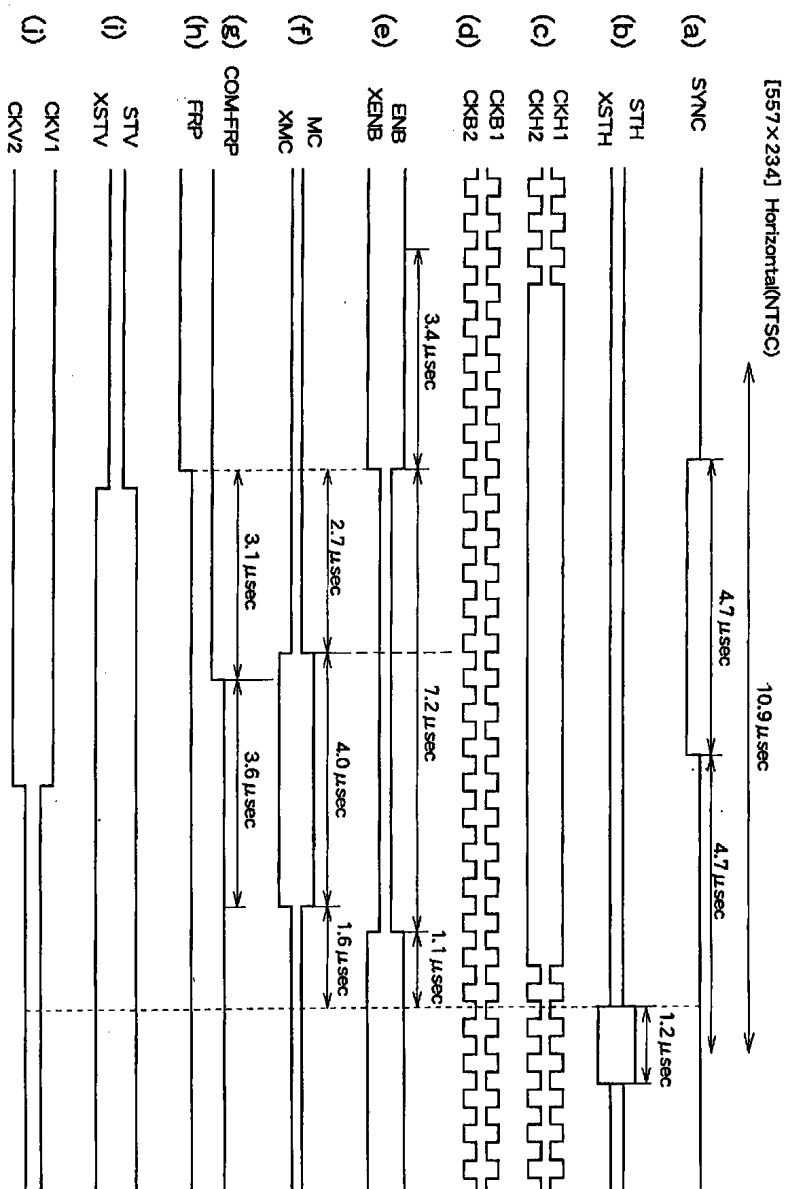 [557×234] Horizontal(NTSC)
10.9 μsec
4.7 μsec
4.7 μsec
(a) SYNC
1.2 μsec
(b) STH
XSTH
(c) CKH1
CKH2
(d) CKB1
CKB2
3.4 μsec
7.2 μsec
1.1 μsec
(e) ENB
XENB
2.7 μsec
4.0 μsec
1.6 μsec
(f) MC
XMC
3.1 μsec
3.6 μsec
(g) COM-FRP
(h) FRP
(i) STV
XSTV
(j) CKV1
CKV2